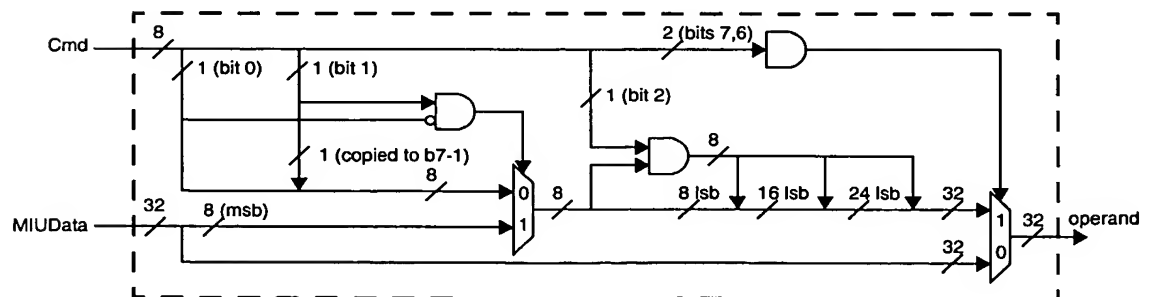 8
2 (bits 7,6)
Cmd
1 (bit 0)
1 (bit 1)
1 (bit 2)
1 (copied to b7-1)
8
8
0
8
8 lsb
16 lsb
24 lsb
32
32
8 (msb)
MIUData
1
1
32
operand
32
0